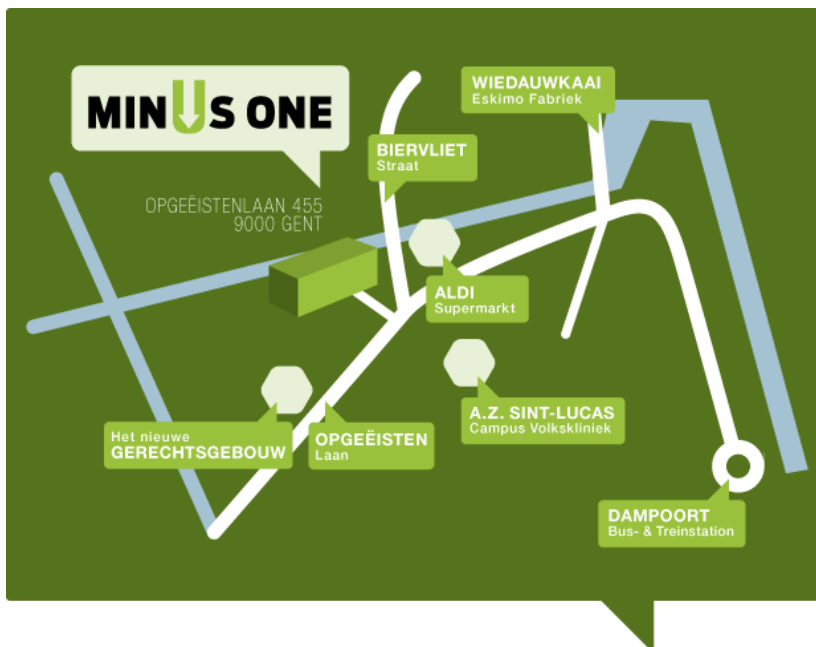 MINUS ONE
OPGEËISTENLAAN 455
9000 GENT
WIEDAUWKAAI
Eskimo Fabriek
BIERVLIET
Straat
ALDI
Supermarkt
A.Z. SINT-LUCAS
Campus Volkskliniek
Het nieuwe
GERECHTSGEBOUW
OPGEËISTEN
Laan
DAMPOORT
Bus- & Treinstation